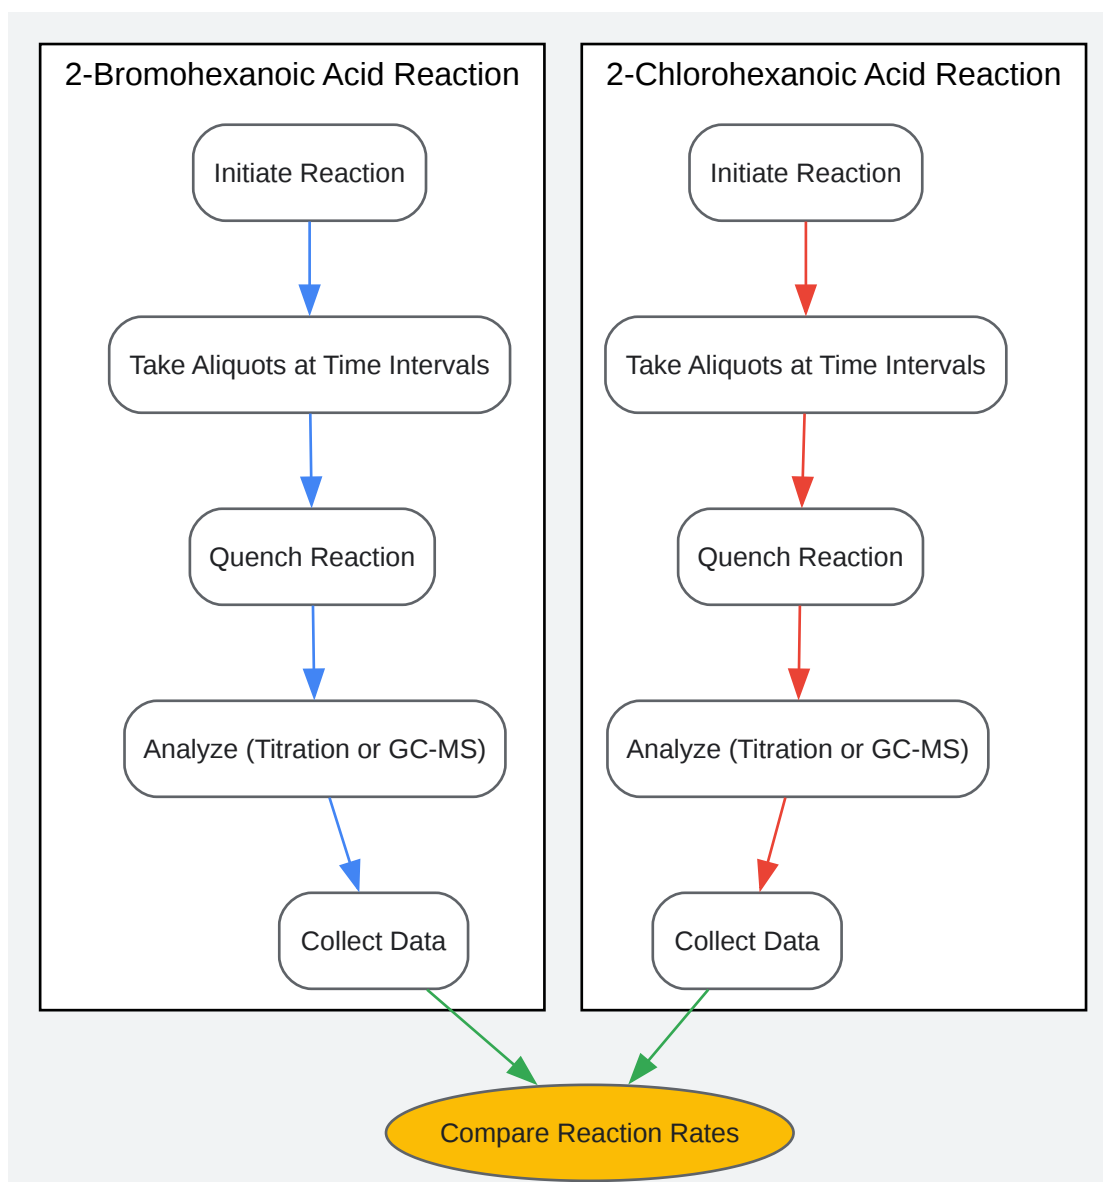 2-Bromohexanoic Acid Reaction
Initiate Reaction
Take Aliquots at Time Intervals
Quench Reaction
Analyze (Titration or GC-MS)
Collect Data
2-Chlorohexanoic Acid Reaction
Initiate Reaction
Take Aliquots at Time Intervals
Quench Reaction
Analyze (Titration or GC-MS)
Collect Data
Compare Reaction Rates